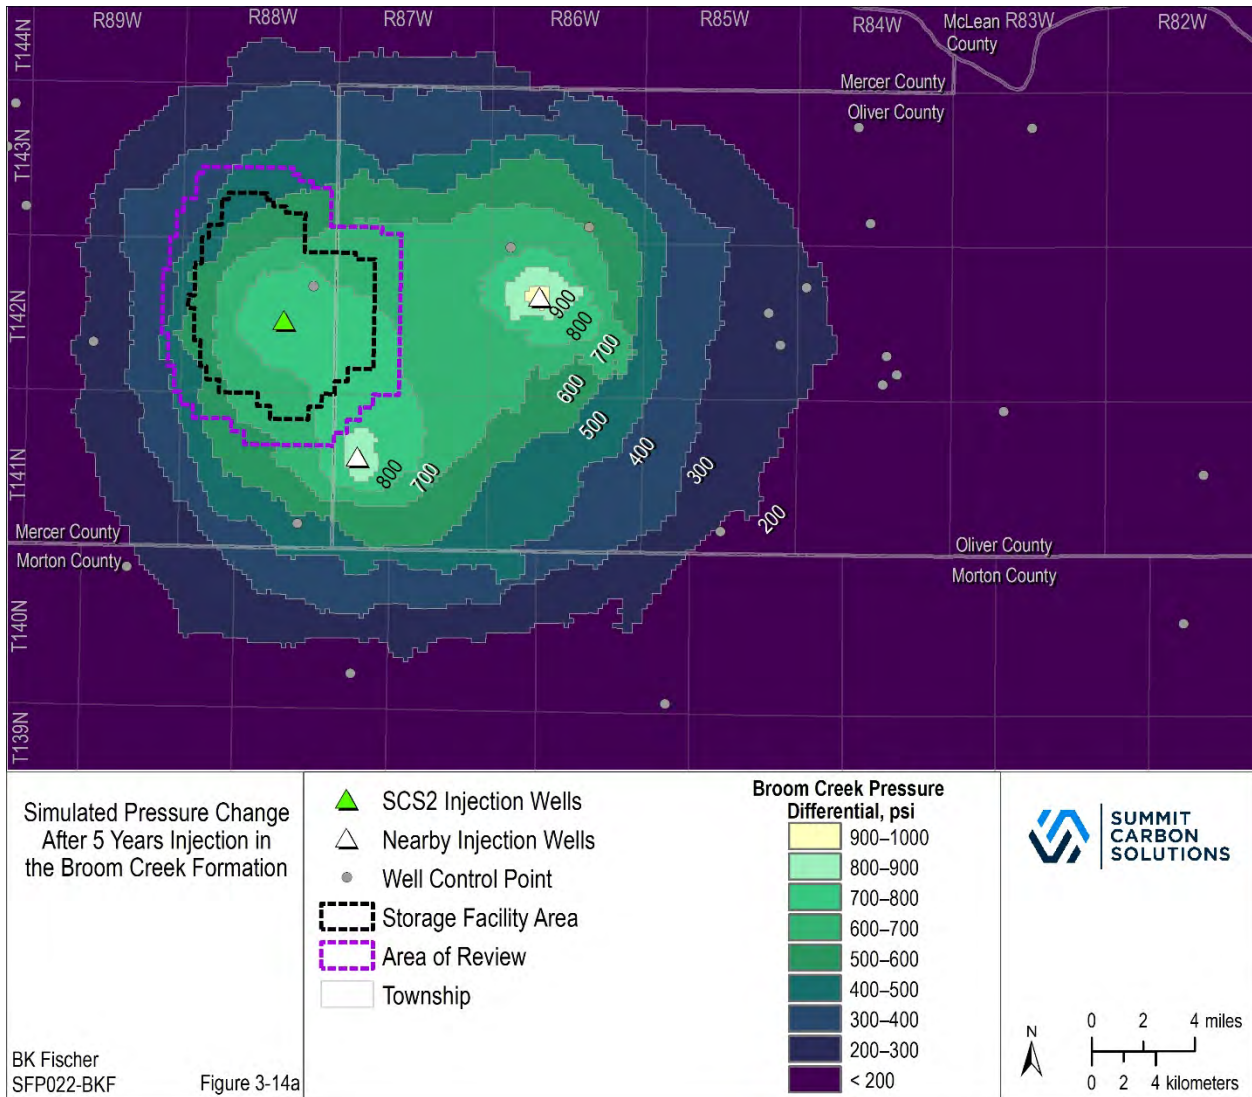 R89W
R88W
R87W
R86W
R85W
R84W
McLean
County
R83W
R82W
T144N
Mercer County
Oliver County
T143N
T142N
900
800
700
600
500
400
300
200
800
700
T141N
Mercer County
Morton County
Oliver County
Morton County
T140N
T139N
Simulated Pressure Change
After 5 Years Injection in
the Broom Creek Formation
BK Fischer
SFP022-BKF
Figure 3-14a
SCS2 Injection Wells
Nearby Injection Wells
Well Control Point
Storage Facility Area
Area of Review
Township
Broom Creek Pressure
Differential, psi
900–1000
800–900
700–800
600–700
500–600
400–500
300–400
200–300
< 200
SUMMIT
CARBON
SOLUTIONS
N
0 2 4 miles
0 2 4 kilometers